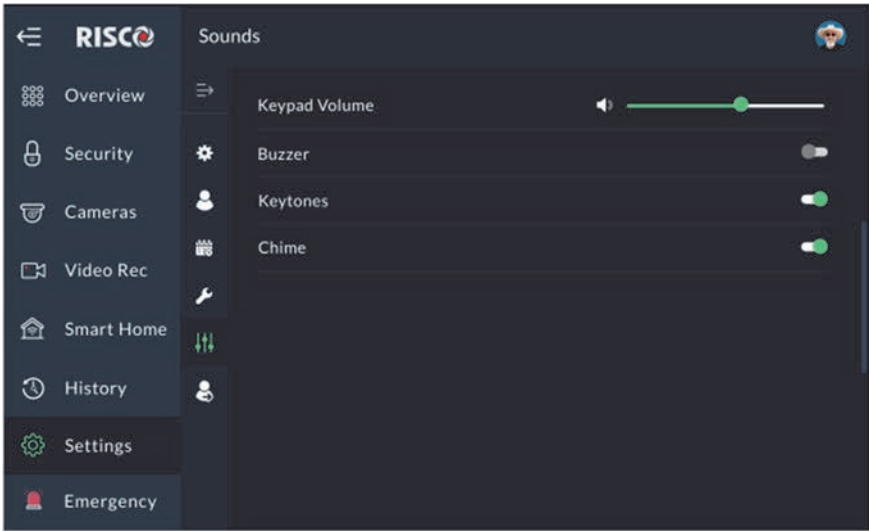 RISCO
Sounds
Overview
Security
Cameras
Video Rec
Smart Home
History
Settings
Emergency
Keypad Volume
Buzzer
Keytones
Chime